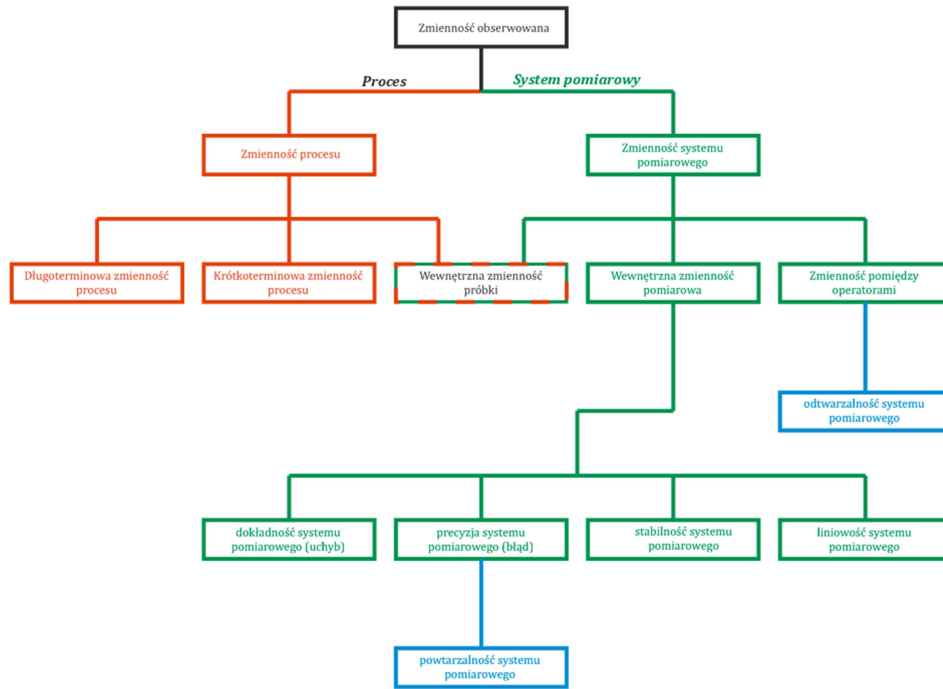 Zmienność obserwowana
Proces
System pomiarowy
Zmienność procesu
Zmienność systemu
pomiarowego
Długoterminowa zmienność
procesu
Krótkoterminowa zmienność
procesu
Wewnętrzna zmienność
próbki
Wewnętrzna zmienność
pomiarowa
Zmienność pomiędzy
operatorami
odtwarzalność systemu
pomiarowego
dokładność systemu
pomiarowego (uchyb)
precyzja systemu
pomiarowego (błąd)
stabilność systemu
pomiarowego
liniowość systemu
pomiarowego
powtarzalność systemu
pomiarowego